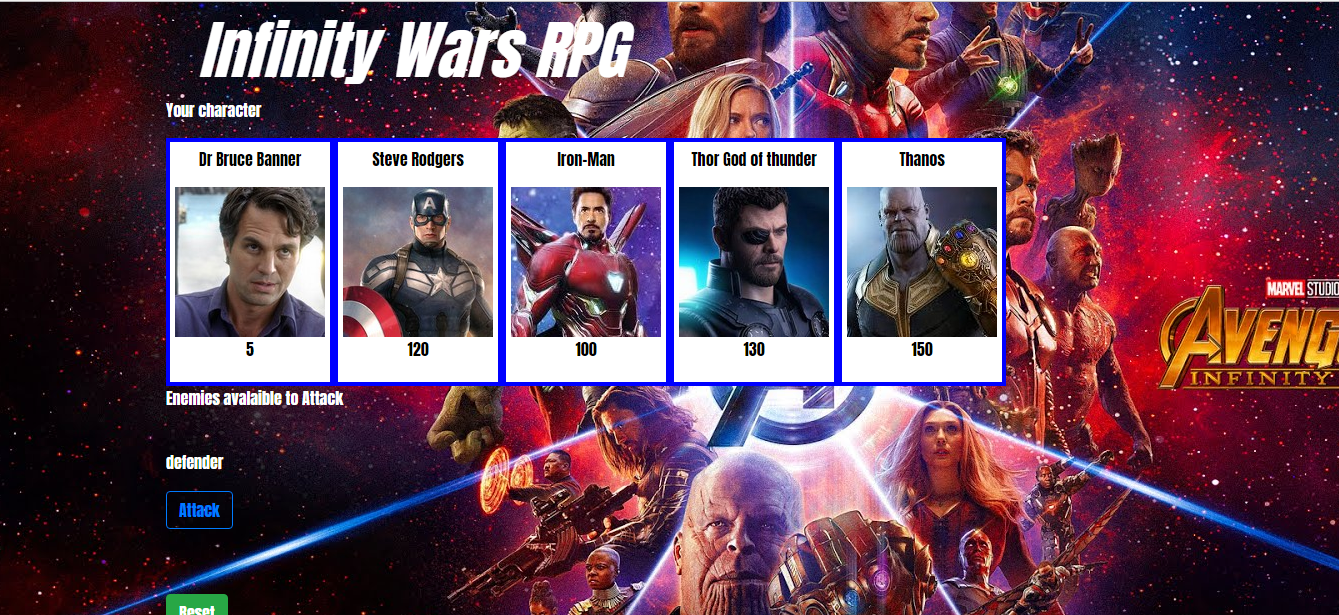 Infinity Wars RPG
Your character
Dr Bruce Banner
Steve Rodgers
Iron-Man
Thor God of thunder
Thanos
5
120
100
130
150
Enemies avalaible to Attack
defender
Attack
Reset
MARVEL STUDIO
AVENG
INFINITY
A